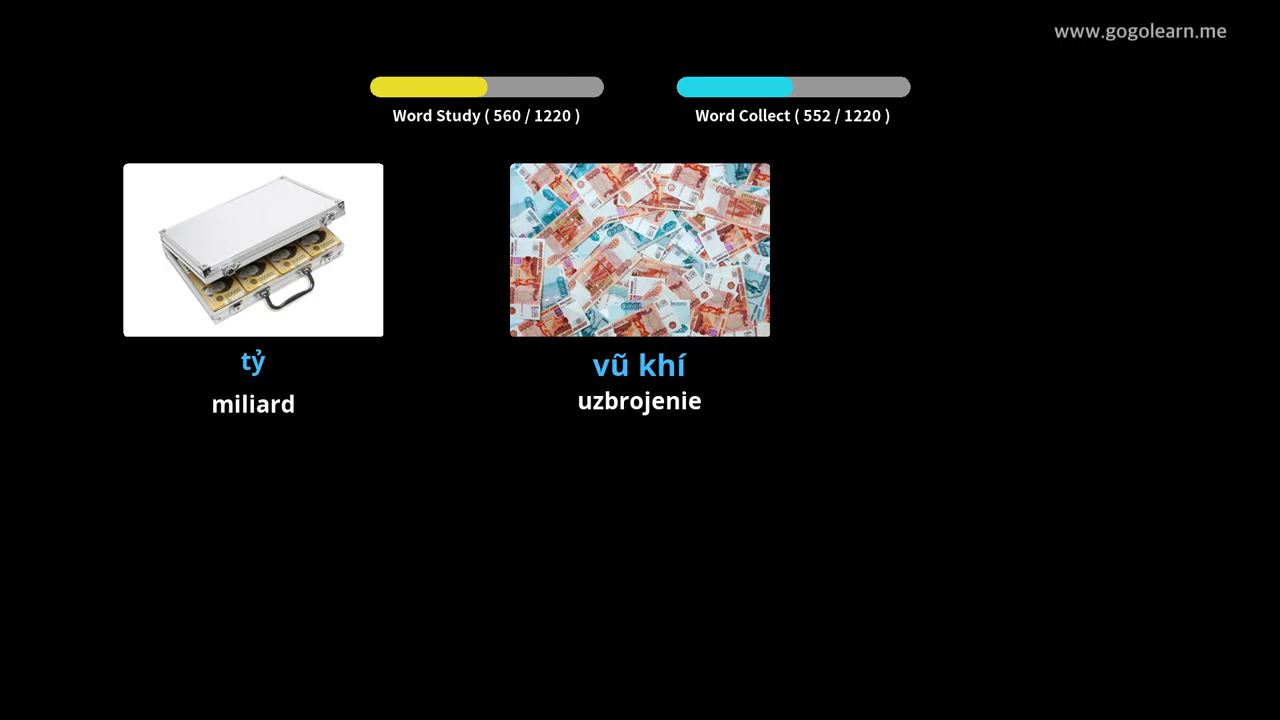 www.gogolearn.me
Word Study ( 560 / 1220 )
Word Collect ( 552 / 1220 )
tỷ
miliard
vũ khí
uzbrojenie